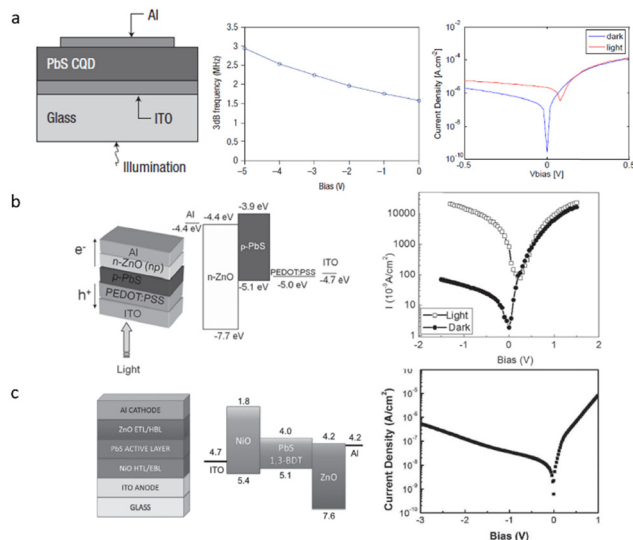 a
Al
PbS CQD
ITO
Glass
Illumination
3dB frequency (MHz)
3.5
3
2.5
2
1.5
1
0.5
0
-5
-4
-3
-2
-1
0
Bias (V)
Current Density [A.cm⁻²]
10⁻²
10⁻⁴
10⁻⁶
10⁻⁸
10⁻¹⁰
dark
light
-0.5
0
0.5
Vbias [V]
b
e⁻
h⁺
Al
n-ZnO (np)
p-PbS
PEDOT:PSS
ITO
Light
Al
-4.4 eV
-4.4 eV
n-ZnO
-7.7 eV
-3.9 eV
p-PbS
-5.1 eV
PEDOT:PSS
-5.0 eV
ITO
-4.7 eV
I (10⁻⁹A/cm²)
10000
1000
100
10
1
Light
Dark
-2
-1
0
1
2
Bias (V)
c
Al CATHODE
ZnO ETL/HBL
PbS ACTIVE LAYER
NiO HTL/EBL
ITO ANODE
GLASS
4.7
ITO
1.8
NiO
5.4
4.0
PbS
1,3-BDT
5.1
4.2
ZnO
7.6
4.2
Al
Current Density (A/cm²)
10⁻⁵
10⁻⁶
10⁻⁷
10⁻⁸
10⁻⁹
10⁻¹⁰
-3
-2
-1
0
1
Bias (V)